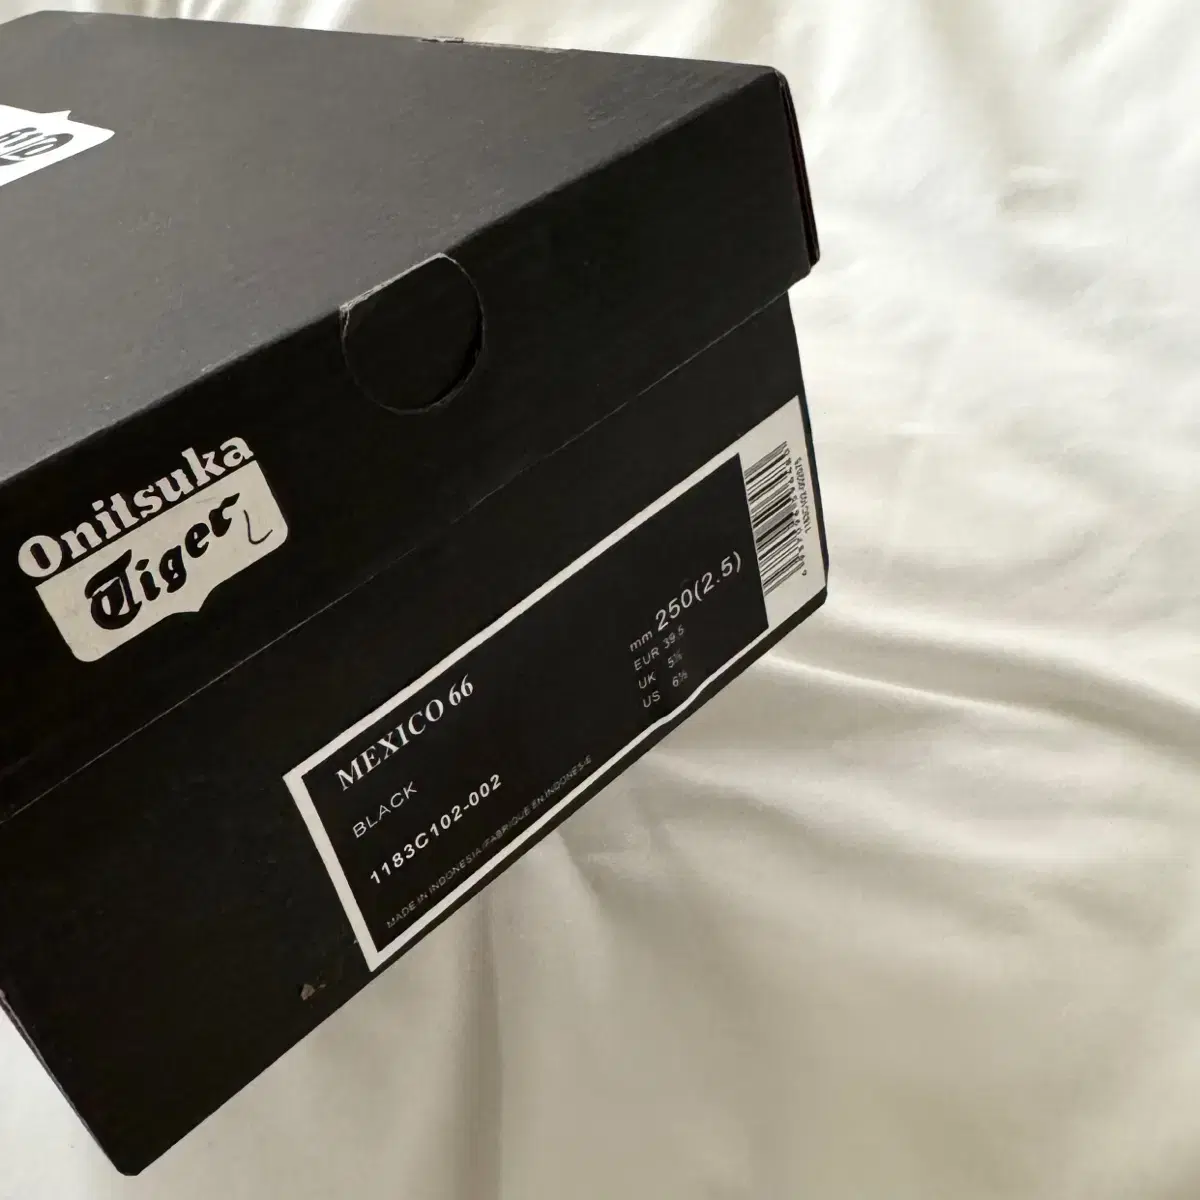 Onitsuka
Tiger
MEXICO 66
BLACK
1183C102-002
MADE IN INDONESIA/FABRIQUE EN INDONESIE
mm 250(2.5)
EUR 39.5
UK 5½
US 6½